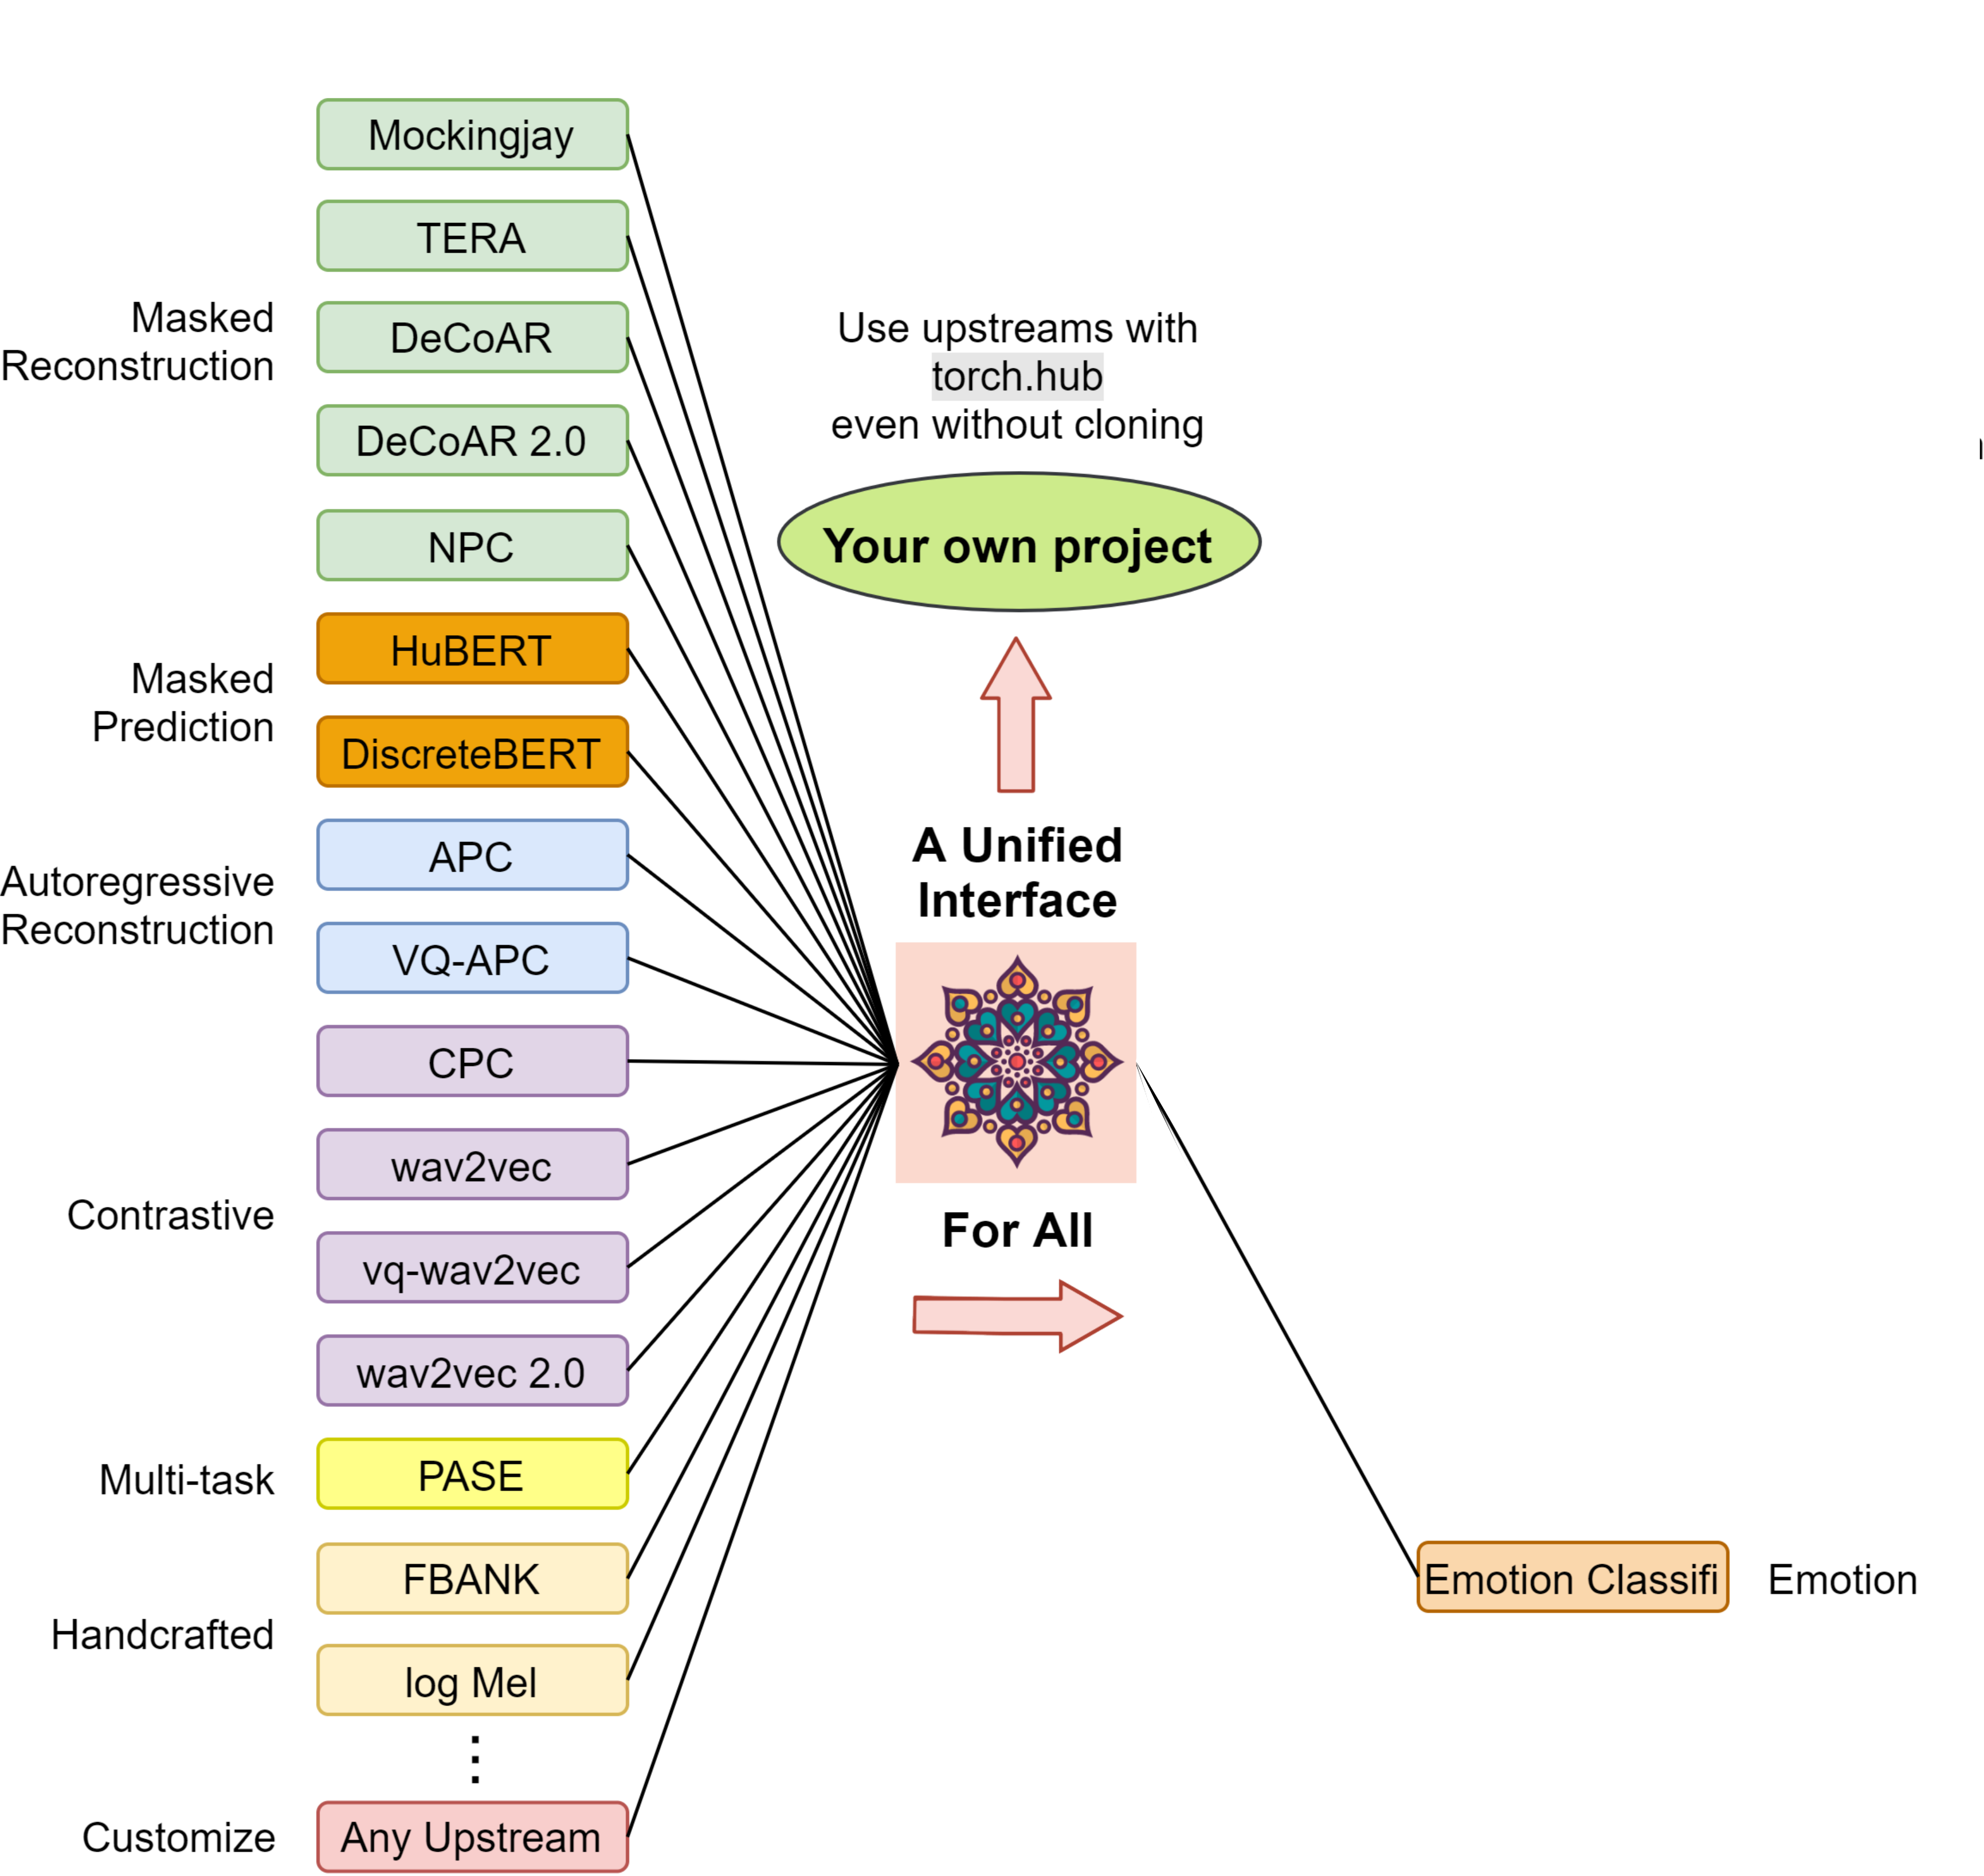 Mockingjay
TERA
Masked
Reconstruction
DeCoAR
DeCoAR 2.0
NPC
Masked
Prediction
HuBERT
DiscreteBERT
Autoregressive
Reconstruction
APC
VQ-APC
Contrastive
CPC
wav2vec
vq-wav2vec
wav2vec 2.0
Multi-task
PASE
Handcrafted
FBANK
log Mel
Customize
Any Upstream
Use upstreams with
torch.hub
even without cloning
Your own project
A Unified
Interface
For All
Emotion Classifi
Emotion